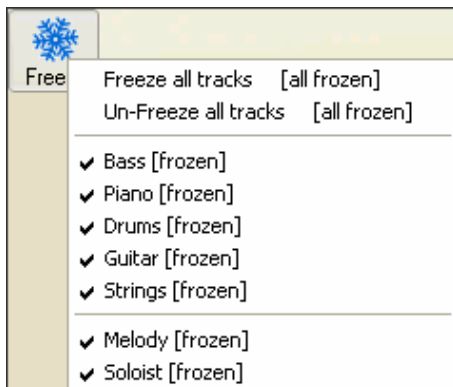 Free
Freeze all tracks [all frozen]
Un-Freeze all tracks [all frozen]
Bass [frozen]
Piano [frozen]
Drums [frozen]
Guitar [frozen]
Strings [frozen]
Melody [frozen]
Soloist [frozen]